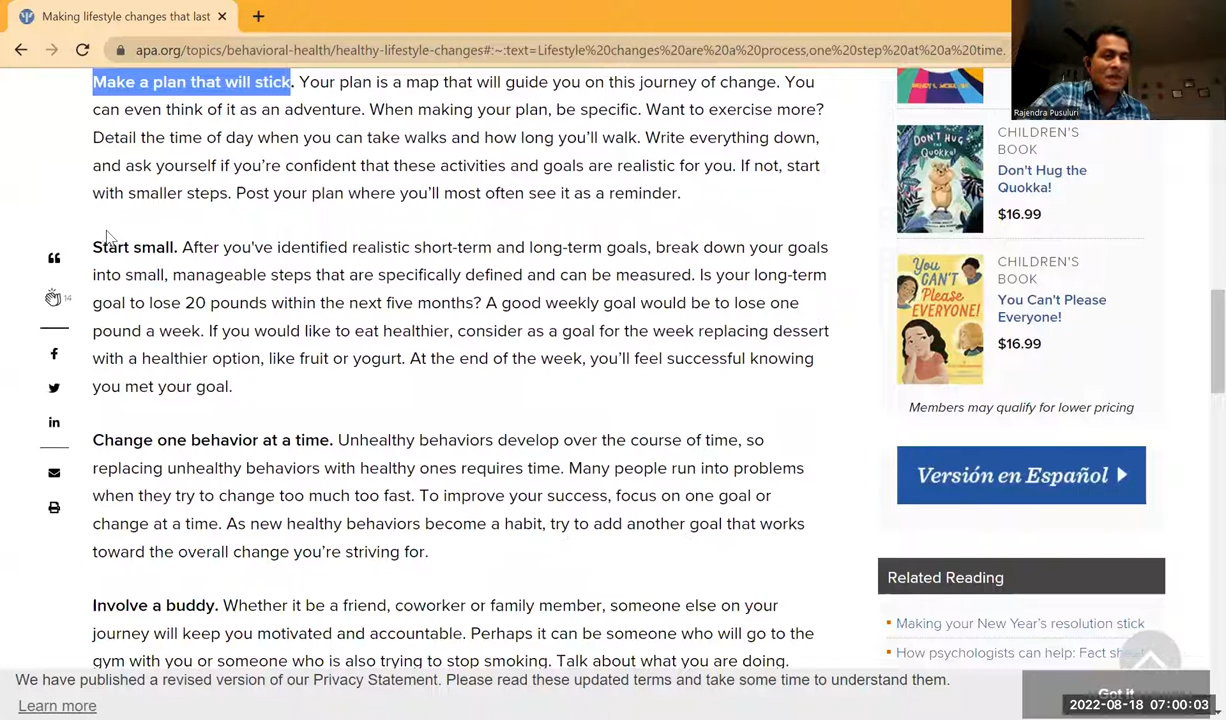 Making lifestyle changes that last
apa.org/topics/behavioral-health/healthy-lifestyle-changes#:~:text=Lifestyle%20changes%20are%20a%20process,one%20step%20at%20a%20time.
Rajendra Pusuluri
Make a plan that will stick. Your plan is a map that will guide you on this journey of change. You
can even think of it as an adventure. When making your plan, be specific. Want to exercise more?
Detail the time of day when you can take walks and how long you’ll walk. Write everything down,
and ask yourself if you’re confident that these activities and goals are realistic for you. If not, start
with smaller steps. Post your plan where you’ll most often see it as a reminder.
Start small. After you've identified realistic short-term and long-term goals, break down your goals
into small, manageable steps that are specifically defined and can be measured. Is your long-term
goal to lose 20 pounds within the next five months? A good weekly goal would be to lose one
pound a week. If you would like to eat healthier, consider as a goal for the week replacing dessert
with a healthier option, like fruit or yogurt. At the end of the week, you’ll feel successful knowing
you met your goal.
Change one behavior at a time. Unhealthy behaviors develop over the course of time, so
replacing unhealthy behaviors with healthy ones requires time. Many people run into problems
when they try to change too much too fast. To improve your success, focus on one goal or
change at a time. As new healthy behaviors become a habit, try to add another goal that works
toward the overall change you’re striving for.
Involve a buddy. Whether it be a friend, coworker or family member, someone else on your
journey will keep you motivated and accountable. Perhaps it can be someone who will go to the
gym with you or someone who is also trying to stop smoking. Talk about what you are doing.
14
DON'T HUG
THE
QUOKKA!
CHILDREN'S
BOOK
Don't Hug the
Quokka!
$16.99
YOU
CAN'T
Please
EVERYONE!
CHILDREN'S
BOOK
You Can't Please
Everyone!
$16.99
Members may qualify for lower pricing
Versión en Español
Related Reading
Making your New Year’s resolution stick
How psychologists can help: Fact
We have published a revised version of our Privacy Statement. Please read these updated terms and take some time to understand them.
Learn more
Got it
2022-08-18 07:00:03